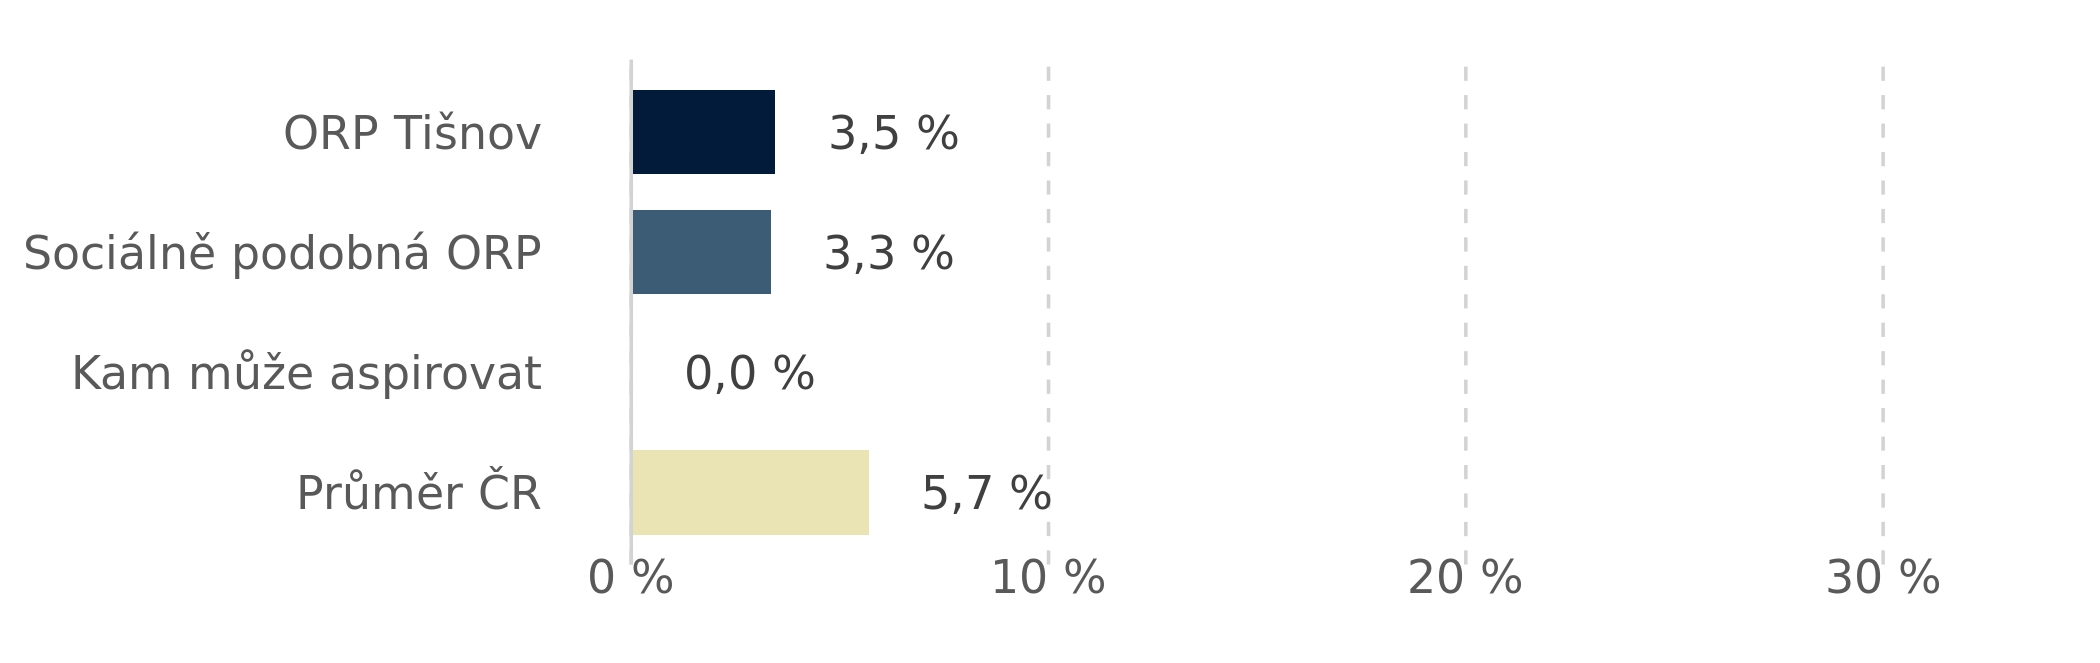 ORP Tišnov 3,5 %
Sociálně podobná ORP 3,3 %
Kam může aspirovat 0,0 %
Průměr ČR 5,7 %
0 % 10 % 20 % 30 %